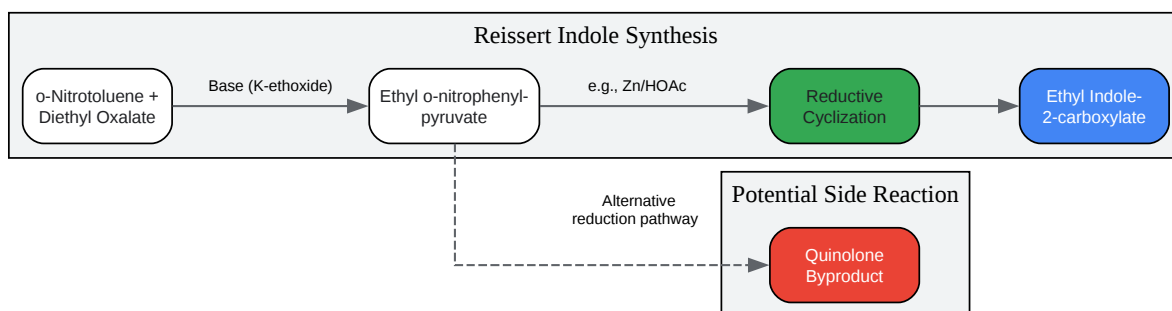 Reissert Indole Synthesis
o-Nitrotoluene +
Diethyl Oxalate
Base (K-ethoxide)
Ethyl o-nitrophenyl-
pyruvate
e.g., Zn/HOAc
Reductive
Cyclization
Ethyl Indole-
2-carboxylate
Alternative
reduction pathway
Potential Side Reaction
Quinolone
Byproduct